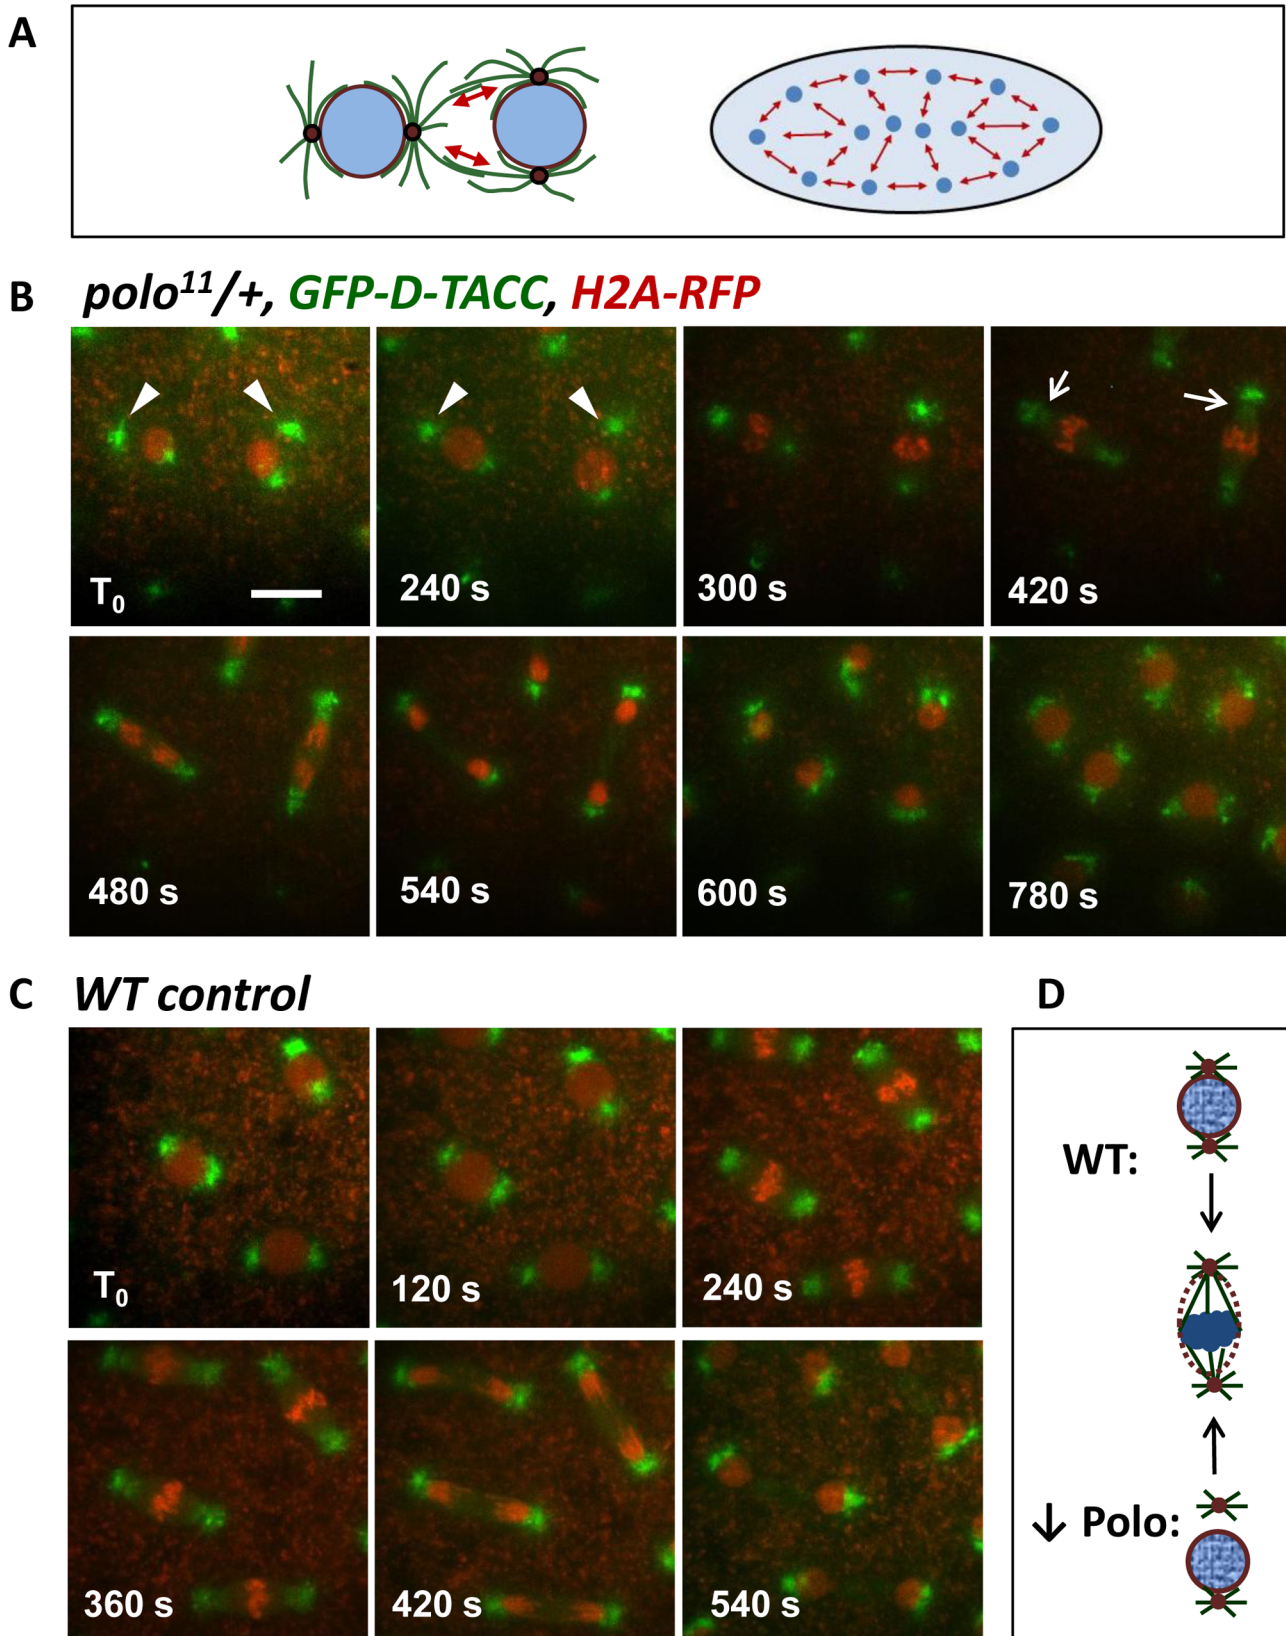 A
B polo¹¹/+, GFP-D-TACC, H2A-RFP
T₀ 240 s 300 s 420 s
480 s 540 s 600 s 780 s
C WT control D
T₀ 120 s 240 s
360 s 420 s 540 s
WT:
↓ Polo: